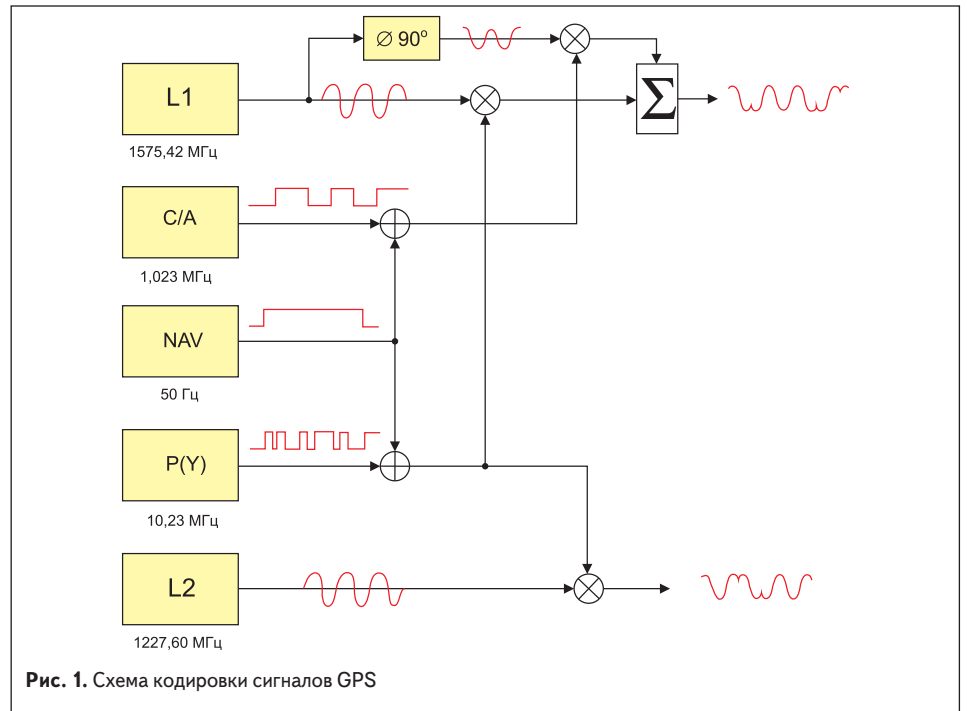 ∅ 90°
L1
1575,42 МГц
Σ
C/A
1,023 МГц
NAV
50 Гц
P(Y)
10,23 МГц
L2
1227,60 МГц
Рис. 1. Схема кодировки сигналов GPS